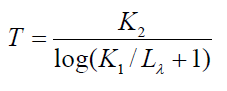 T = K₂ / log(K₁ / L_λ + 1)